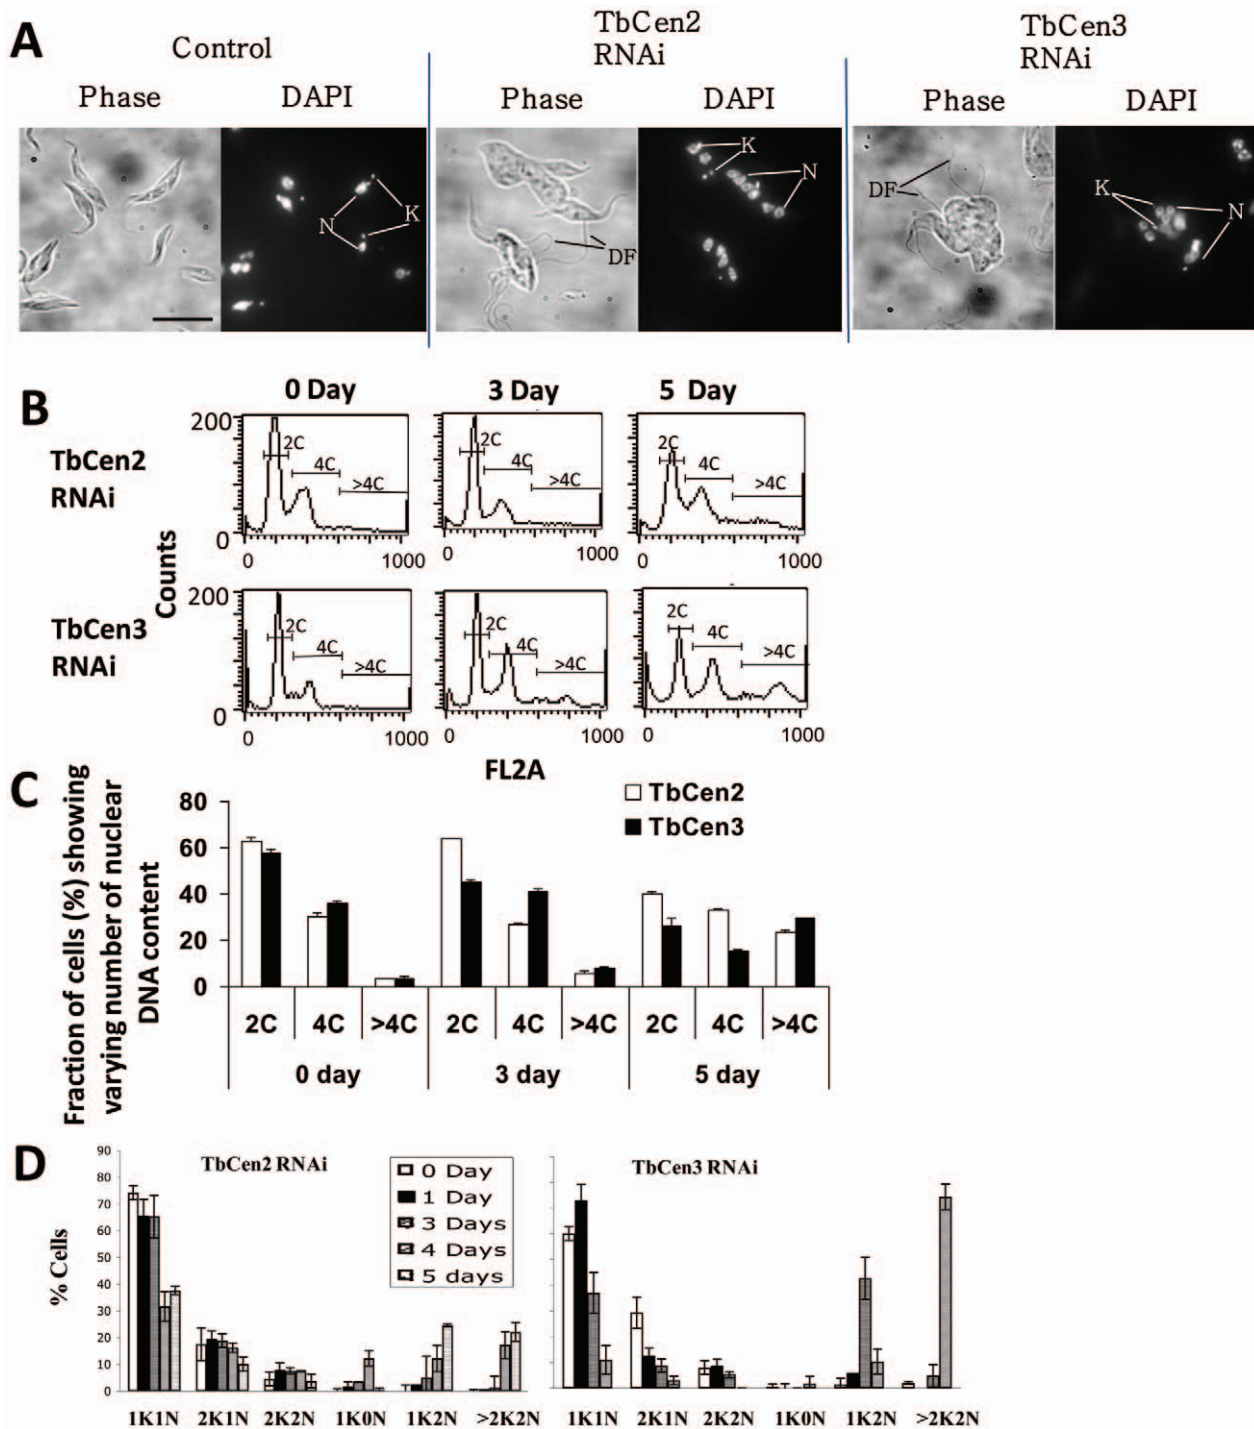 A
Control
TbCen2
RNAi
TbCen3
RNAi
Phase
DAPI
Phase
DAPI
Phase
DAPI
N
K
DF
K
N
DF
K
N
B
0 Day
3 Day
5 Day
TbCen2
RNAi
200
0
2C
4C
>4C
0
1000
2C
4C
>4C
0
1000
2C
4C
>4C
0
1000
Counts
TbCen3
RNAi
200
0
2C
4C
>4C
0
1000
2C
4C
>4C
0
1000
2C
4C
>4C
0
1000
FL2A
C
Fraction of cells (%) showing
varying number of nuclear
DNA content
80
60
40
20
0
TbCen2
TbCen3
2C
4C
>4C
2C
4C
>4C
2C
4C
>4C
0 day
3 day
5 day
D
% Cells
90
80
70
60
50
40
30
20
10
0
TbCen2 RNAi
0 Day
1 Day
3 Days
4 Days
5 days
TbCen3 RNAi
1K1N
2K1N
2K2N
1K0N
1K2N
>2K2N
1K1N
2K1N
2K2N
1K0N
1K2N
>2K2N